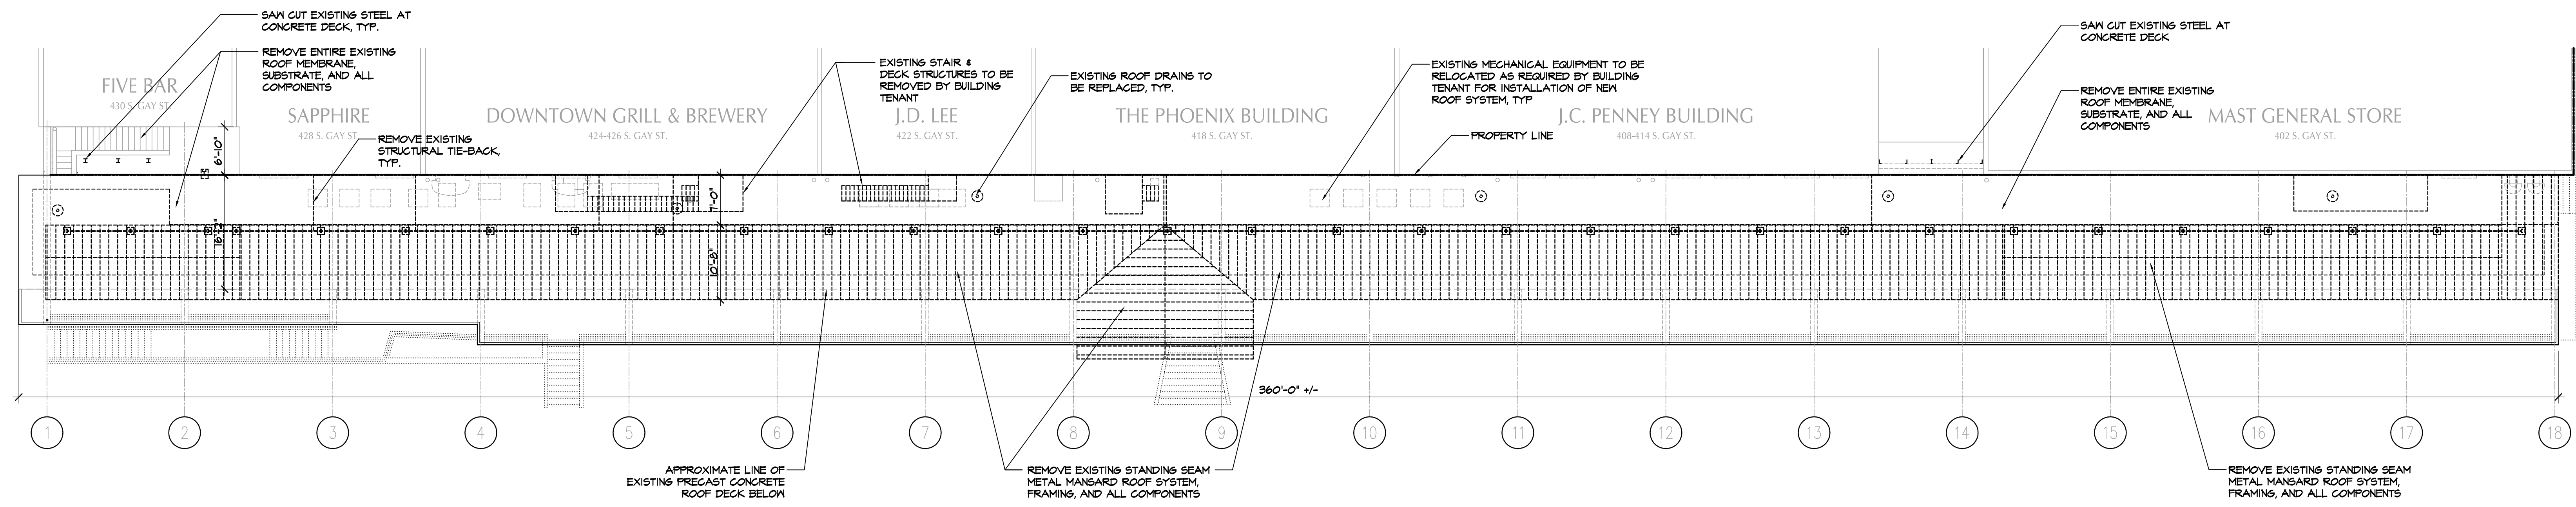 SAW CUT EXISTING STEEL AT
CONCRETE DECK, TYP.
REMOVE ENTIRE EXISTING
ROOF MEMBRANE,
SUBSTRATE, AND ALL
COMPONENTS
FIVE BAR
430 S. GAY ST.
SAPPHIRE
428 S. GAY ST.
REMOVE EXISTING
STRUCTURAL TIE-BACK,
TYP.
DOWNTOWN GRILL & BREWERY
424-426 S. GAY ST.
EXISTING STAIR &
DECK STRUCTURES TO BE
REMOVED BY BUILDING
TENANT
J.D. LEE
422 S. GAY ST.
EXISTING ROOF DRAINS TO
BE REPLACED, TYP.
THE PHOENIX BUILDING
418 S. GAY ST.
EXISTING MECHANICAL EQUIPMENT TO BE
RELOCATED AS REQUIRED BY BUILDING
TENANT FOR INSTALLATION OF NEW
ROOF SYSTEM, TYP
PROPERTY LINE
J.C. PENNEY BUILDING
408-414 S. GAY ST.
SAW CUT EXISTING STEEL AT
CONCRETE DECK
REMOVE ENTIRE EXISTING
ROOF MEMBRANE,
SUBSTRATE, AND ALL
COMPONENTS
MAST GENERAL STORE
402 S. GAY ST.
6'-10"
16'-2"
7'-0"
10'-8"
360'-0" +/-
1
2
3
4
5
6
7
8
9
10
11
12
13
14
15
16
17
18
APPROXIMATE LINE OF
EXISTING PRECAST CONCRETE
ROOF DECK BELOW
REMOVE EXISTING STANDING SEAM
METAL MANSARD ROOF SYSTEM,
FRAMING, AND ALL COMPONENTS
REMOVE EXISTING STANDING SEAM
METAL MANSARD ROOF SYSTEM,
FRAMING, AND ALL COMPONENTS